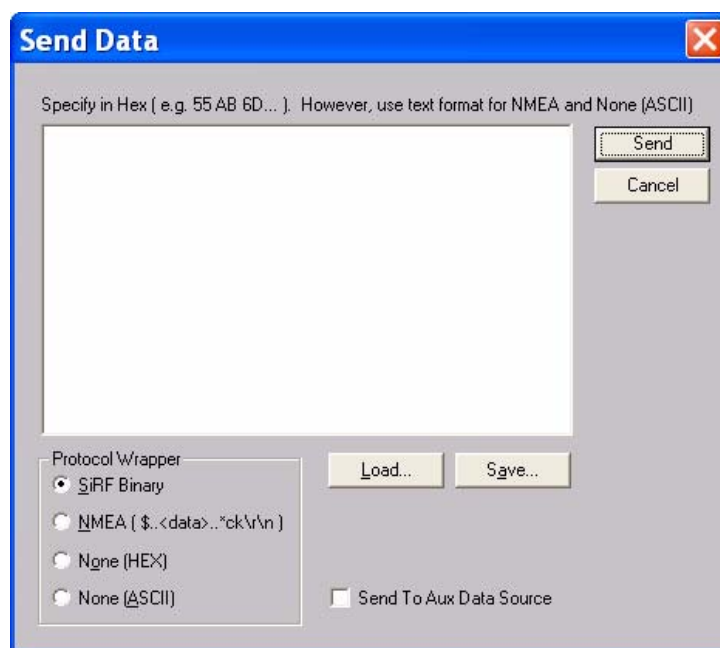 Send Data
Specify in Hex ( e.g. 55 AB 6D... ).  However, use text format for NMEA and None (ASCII)
Send
Cancel
Protocol Wrapper
SiRF Binary
NMEA ( $..<data>..*ck\r\n )
None (HEX)
None (ASCII)
Load...
Save...
Send To Aux Data Source